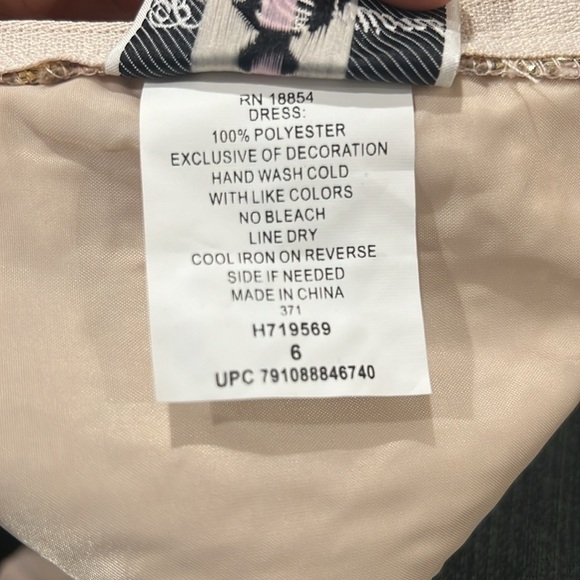 RN 18854
DRESS:
100% POLYESTER
EXCLUSIVE OF DECORATION
HAND WASH COLD
WITH LIKE COLORS
NO BLEACH
LINE DRY
COOL IRON ON REVERSE
SIDE IF NEEDED
MADE IN CHINA
371
H719569
6
UPC 791088846740